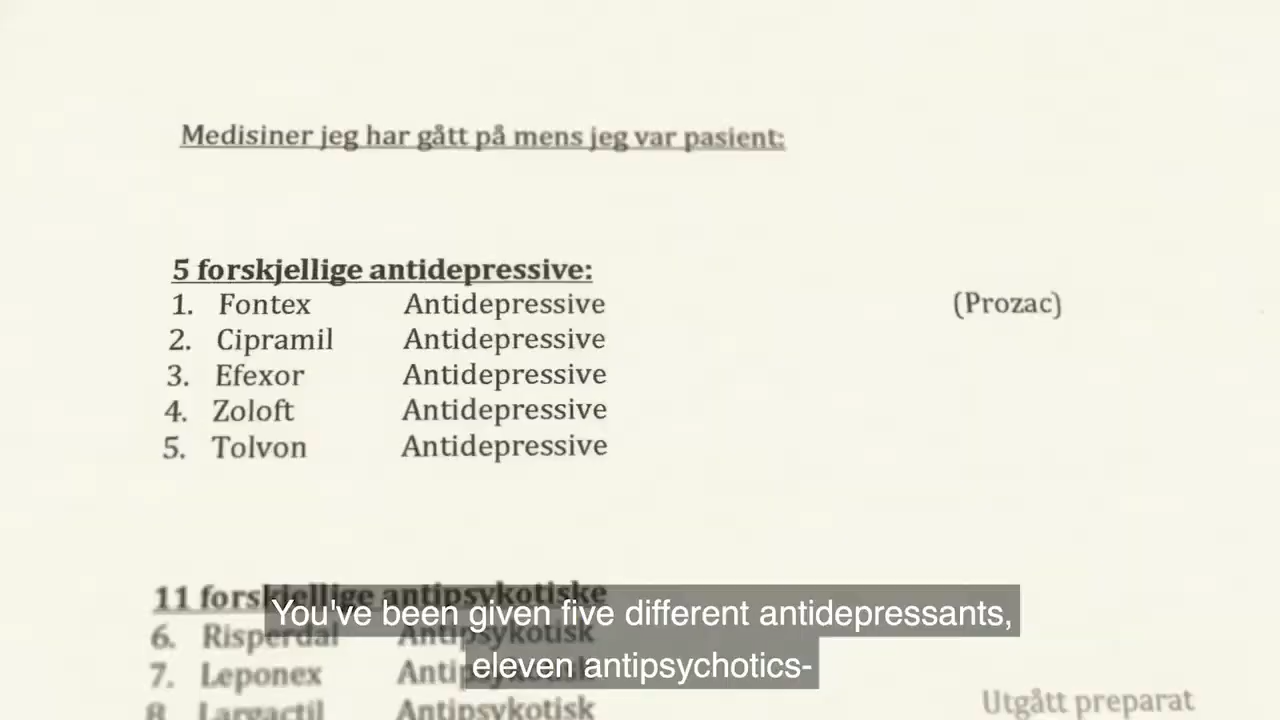 Medisiner jeg har gått på mens jeg var pasient:
5 forskjellige antidepressive:
1. Fontex Antidepressive (Prozac)
2. Cipramil Antidepressive
3. Efexor Antidepressive
4. Zoloft Antidepressive
5. Tolvon Antidepressive
11 forskjellige antipsykotiske
6. Risperdal Antipsykotisk
7. Leponex Antipsykotisk
8 Largactil Antipsykotisk Utgått preparat
You've been given five different antidepressants,
eleven antipsychotics-